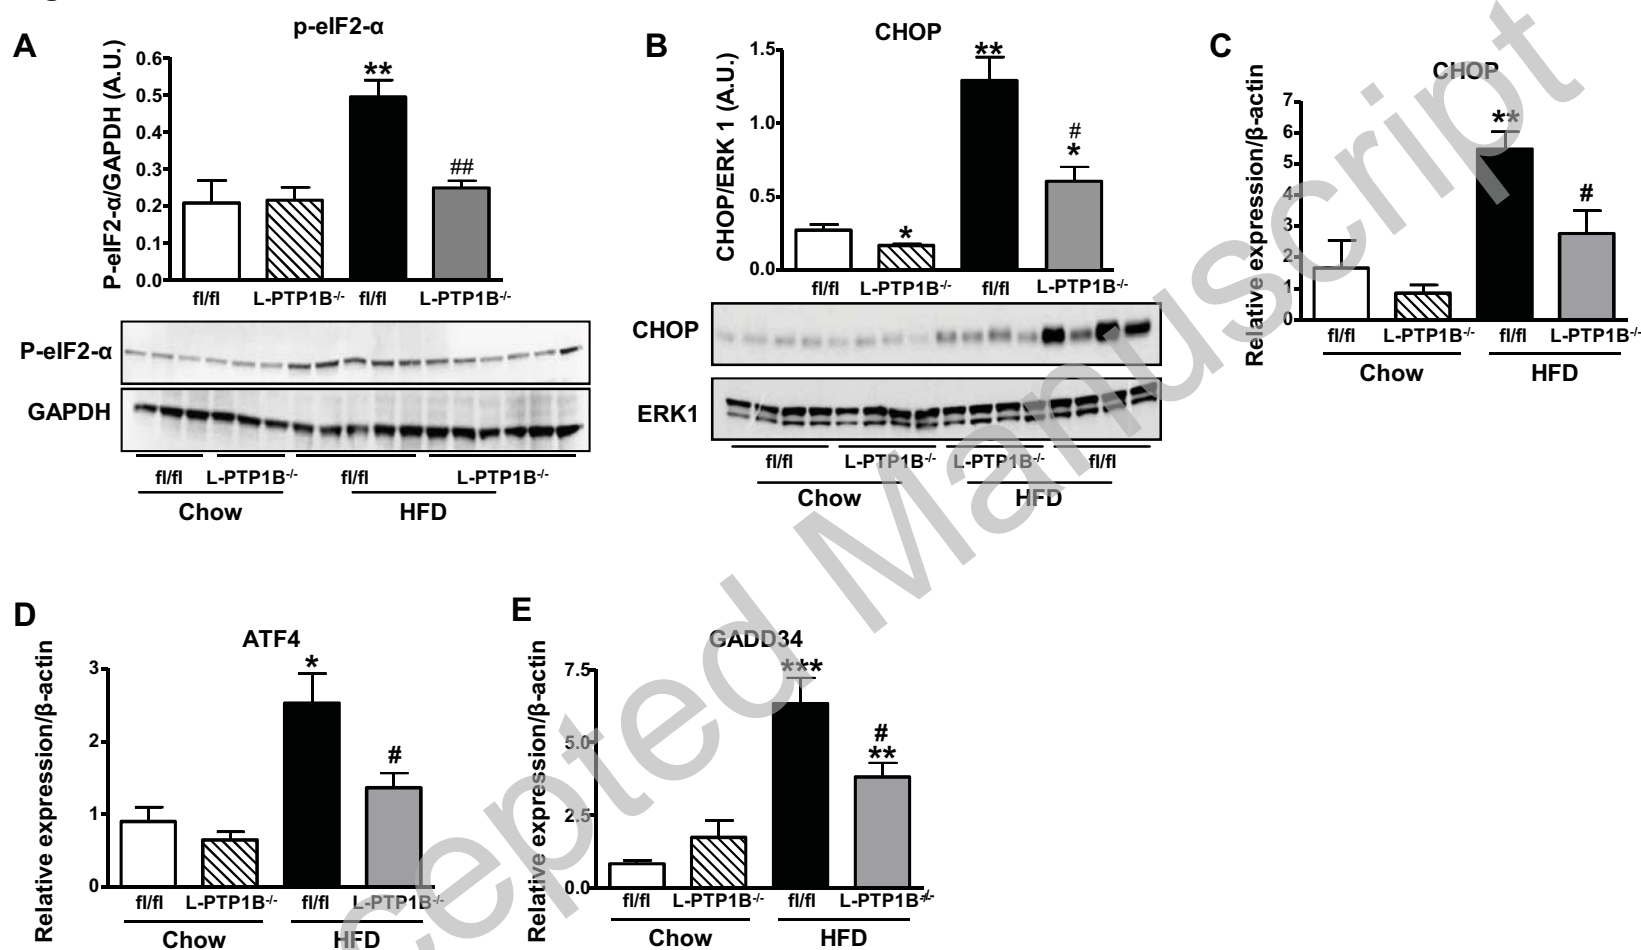 A
p-eIF2-α
P-eIF2-α/GAPDH (A.U.)
0.6
0.5
0.4
0.3
0.2
0.1
0.0
**
##
fl/fl L-PTP1B-/- fl/fl L-PTP1B-/-
P-eIF2-α
GAPDH
fl/fl L-PTP1B-/- fl/fl L-PTP1B-/-
Chow HFD
B
CHOP
CHOP/ERK 1 (A.U.)
1.5
1.0
0.5
0.0
*
**
#
*
fl/fl L-PTP1B-/- fl/fl L-PTP1B-/-
CHOP
ERK1
fl/fl L-PTP1B-/- L-PTP1B-/- fl/fl
Chow HFD
C
CHOP
Relative expression/β-actin
7
6
5
4
3
2
1
0
**
#
fl/fl L-PTP1B-/- fl/fl L-PTP1B-/-
Chow HFD
D
ATF4
Relative expression/β-actin
3
2
1
0
*
#
fl/fl L-PTP1B-/- fl/fl L-PTP1B-/-
Chow HFD
E
GADD34
Relative expression/β-actin
7.5
5.0
2.5
0.0
***
#
**
fl/fl L-PTP1B-/- fl/fl L-PTP1B-/-
Chow HFD
cepted Manuscript